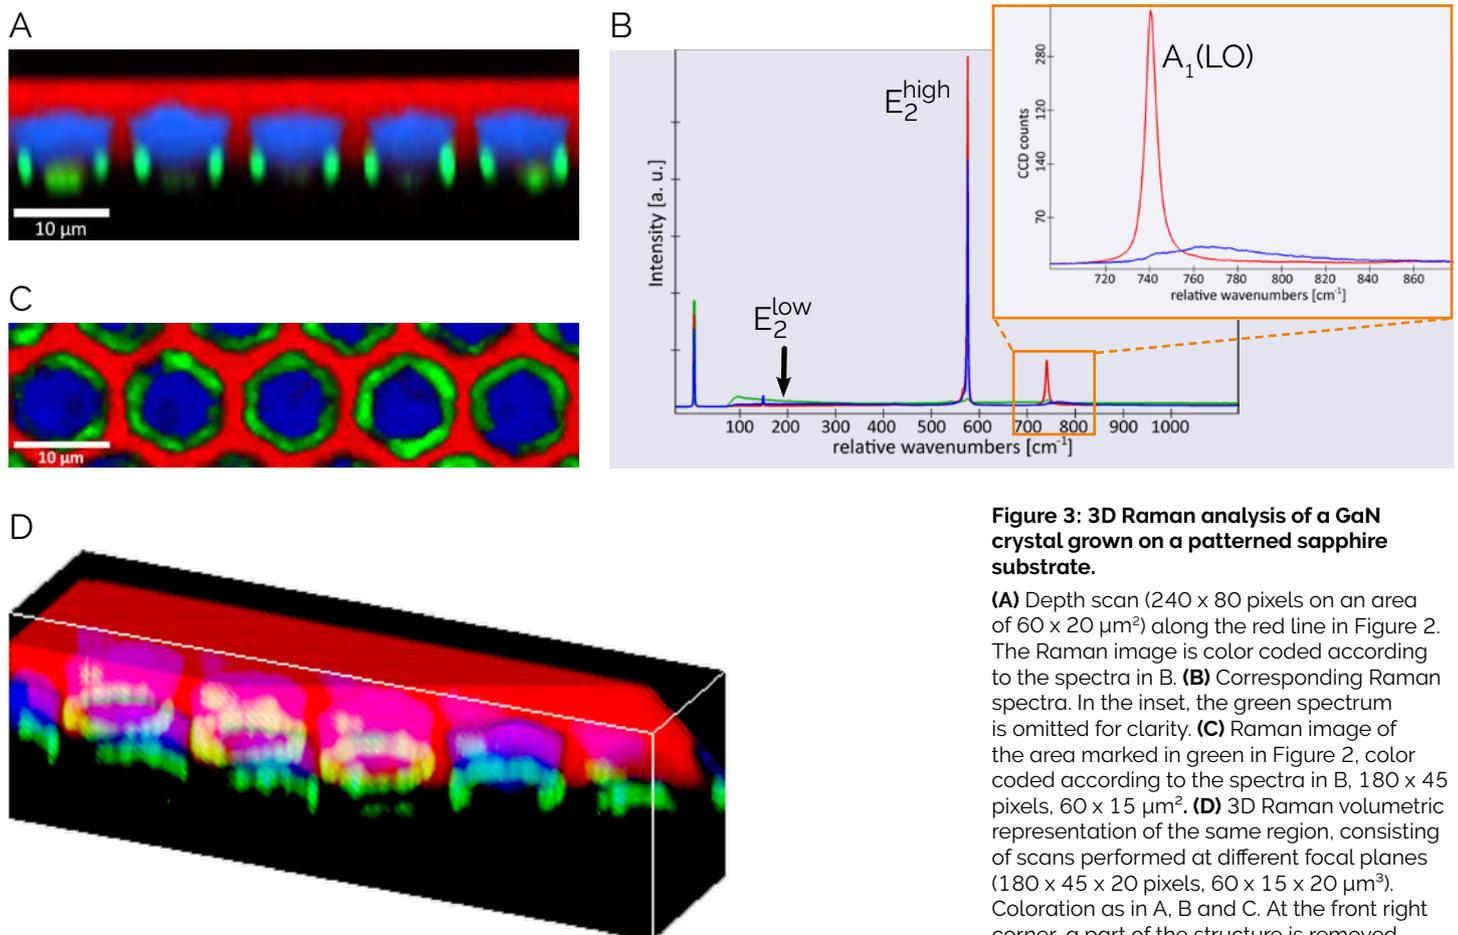 A
10 µm
B
Intensity [a. u.]
E₂high
E₂low
100 200 300 400 500 600 700 800 900 1000
relative wavenumbers [cm⁻¹]
A₁(LO)
CCD counts
280
120
140
70
720 740 760 780 800 820 840 860
relative wavenumbers [cm⁻¹]
C
10 µm
D
Figure 3: 3D Raman analysis of a GaN
crystal grown on a patterned sapphire
substrate.
(A) Depth scan (240 x 80 pixels on an area
of 60 x 20 µm²) along the red line in Figure 2.
The Raman image is color coded according
to the spectra in B. (B) Corresponding Raman
spectra. In the inset, the green spectrum
is omitted for clarity. (C) Raman image of
the area marked in green in Figure 2, color
coded according to the spectra in B, 180 x 45
pixels, 60 x 15 µm². (D) 3D Raman volumetric
representation of the same region, consisting
of scans performed at different focal planes
(180 x 45 x 20 pixels, 60 x 15 x 20 µm³).
Coloration as in A, B and C. At the front right
corner, a part of the structure is removed